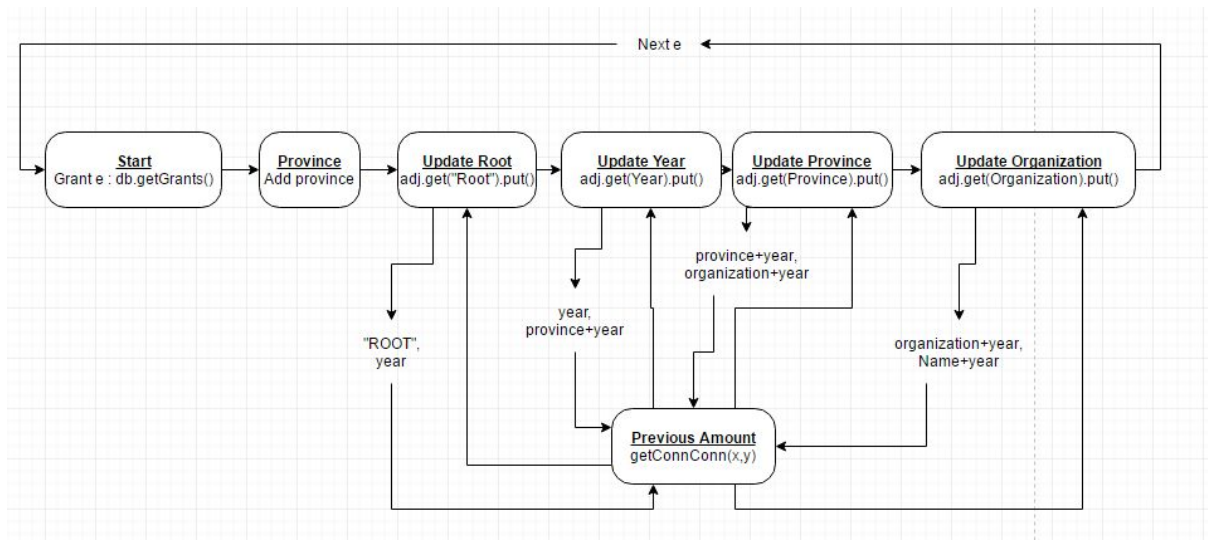 Next e
Start
Grant e : db.getGrants()
Province
Add province
Update Root
adj.get("Root").put()
Update Year
adj.get(Year).put()
Update Province
adj.get(Province).put()
Update Organization
adj.get(Organization).put()
province+year,
organization+year
year,
province+year
"ROOT",
year
organization+year,
Name+year
Previous Amount
getConnConn(x,y)